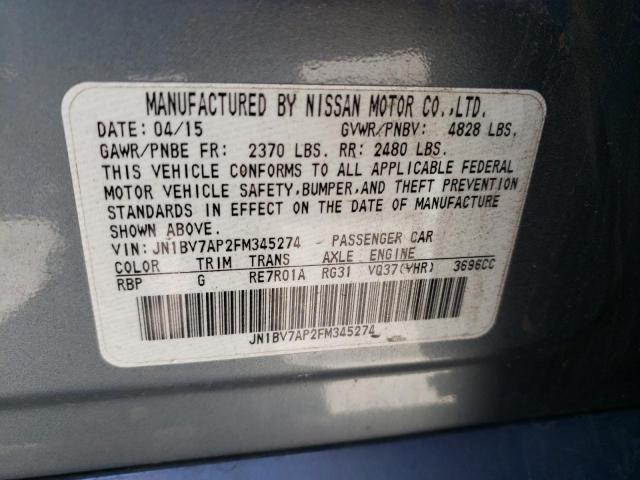 MANUFACTURED BY NISSAN MOTOR CO.,LTD.
DATE: 04/15 GVWR/PNBV: 4828 LBS.
GAWR/PNBE FR: 2370 LBS. RR: 2480 LBS.
THIS VEHICLE CONFORMS TO ALL APPLICABLE FEDERAL
MOTOR VEHICLE SAFETY,BUMPER,AND THEFT PREVENTION
STANDARDS IN EFFECT ON THE DATE OF MANUFACTURE
SHOWN ABOVE.
VIN: JN1BV7AP2FM345274 PASSENGER CAR
COLOR TRIM TRANS AXLE ENGINE
RBP G RE7R01A RG31 VQ37(VHR) 3696CC
JN1BV7AP2FM345274